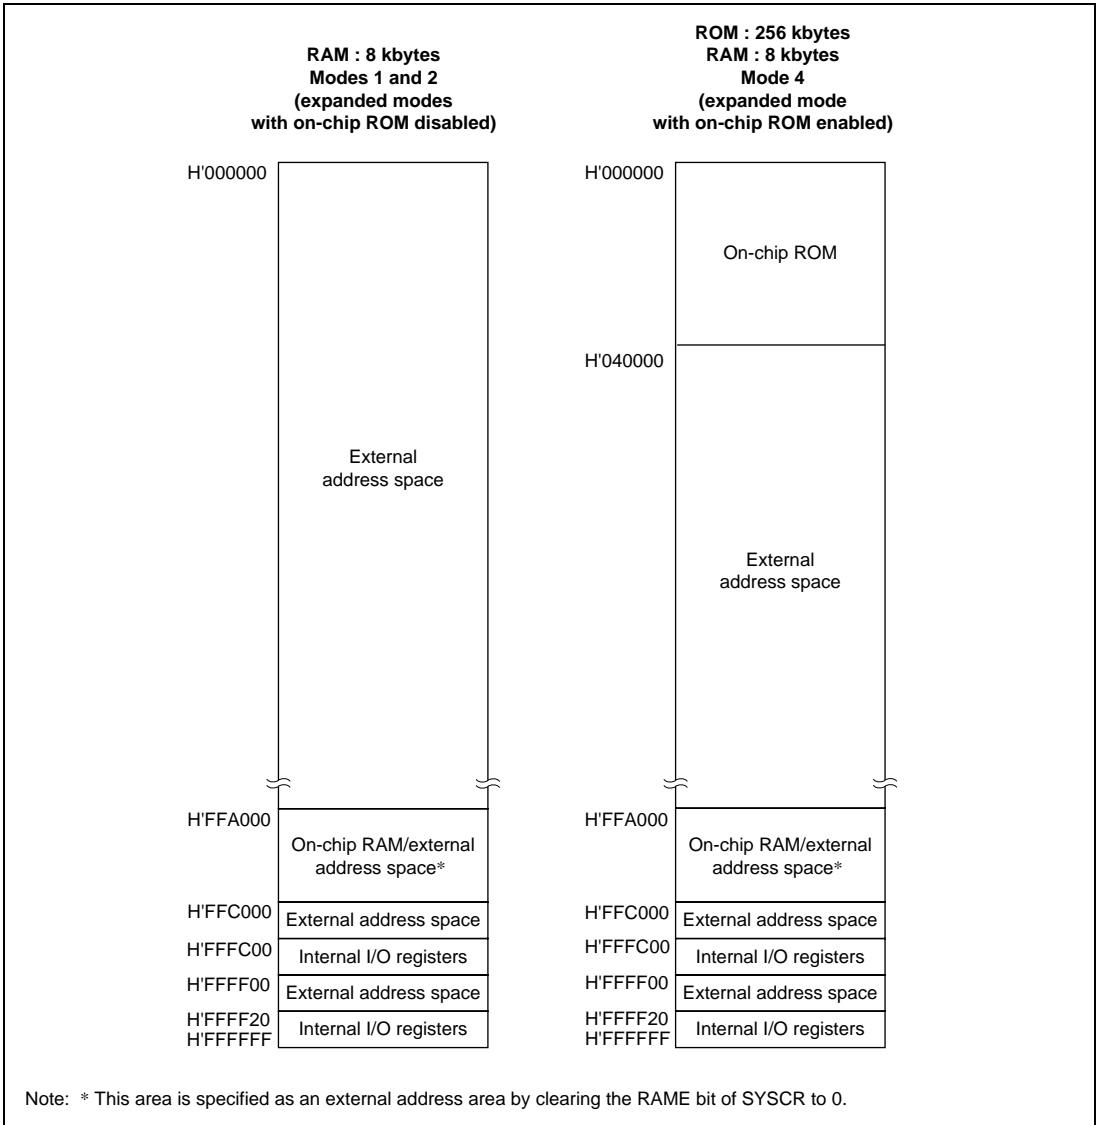 RAM : 8 kbytes
Modes 1 and 2
(expanded modes
with on-chip ROM disabled)
H'000000
External
address space
H'FFA000
On-chip RAM/external
address space*
H'FFC000
External address space
H'FFFC00
Internal I/O registers
H'FFFF00
External address space
H'FFFF20
Internal I/O registers
H'FFFFFF
ROM : 256 kbytes
RAM : 8 kbytes
Mode 4
(expanded mode
with on-chip ROM enabled)
H'000000
On-chip ROM
H'040000
External
address space
H'FFA000
On-chip RAM/external
address space*
H'FFC000
External address space
H'FFFC00
Internal I/O registers
H'FFFF00
External address space
H'FFFF20
Internal I/O registers
H'FFFFFF
Note: * This area is specified as an external address area by clearing the RAME bit of SYSCR to 0.